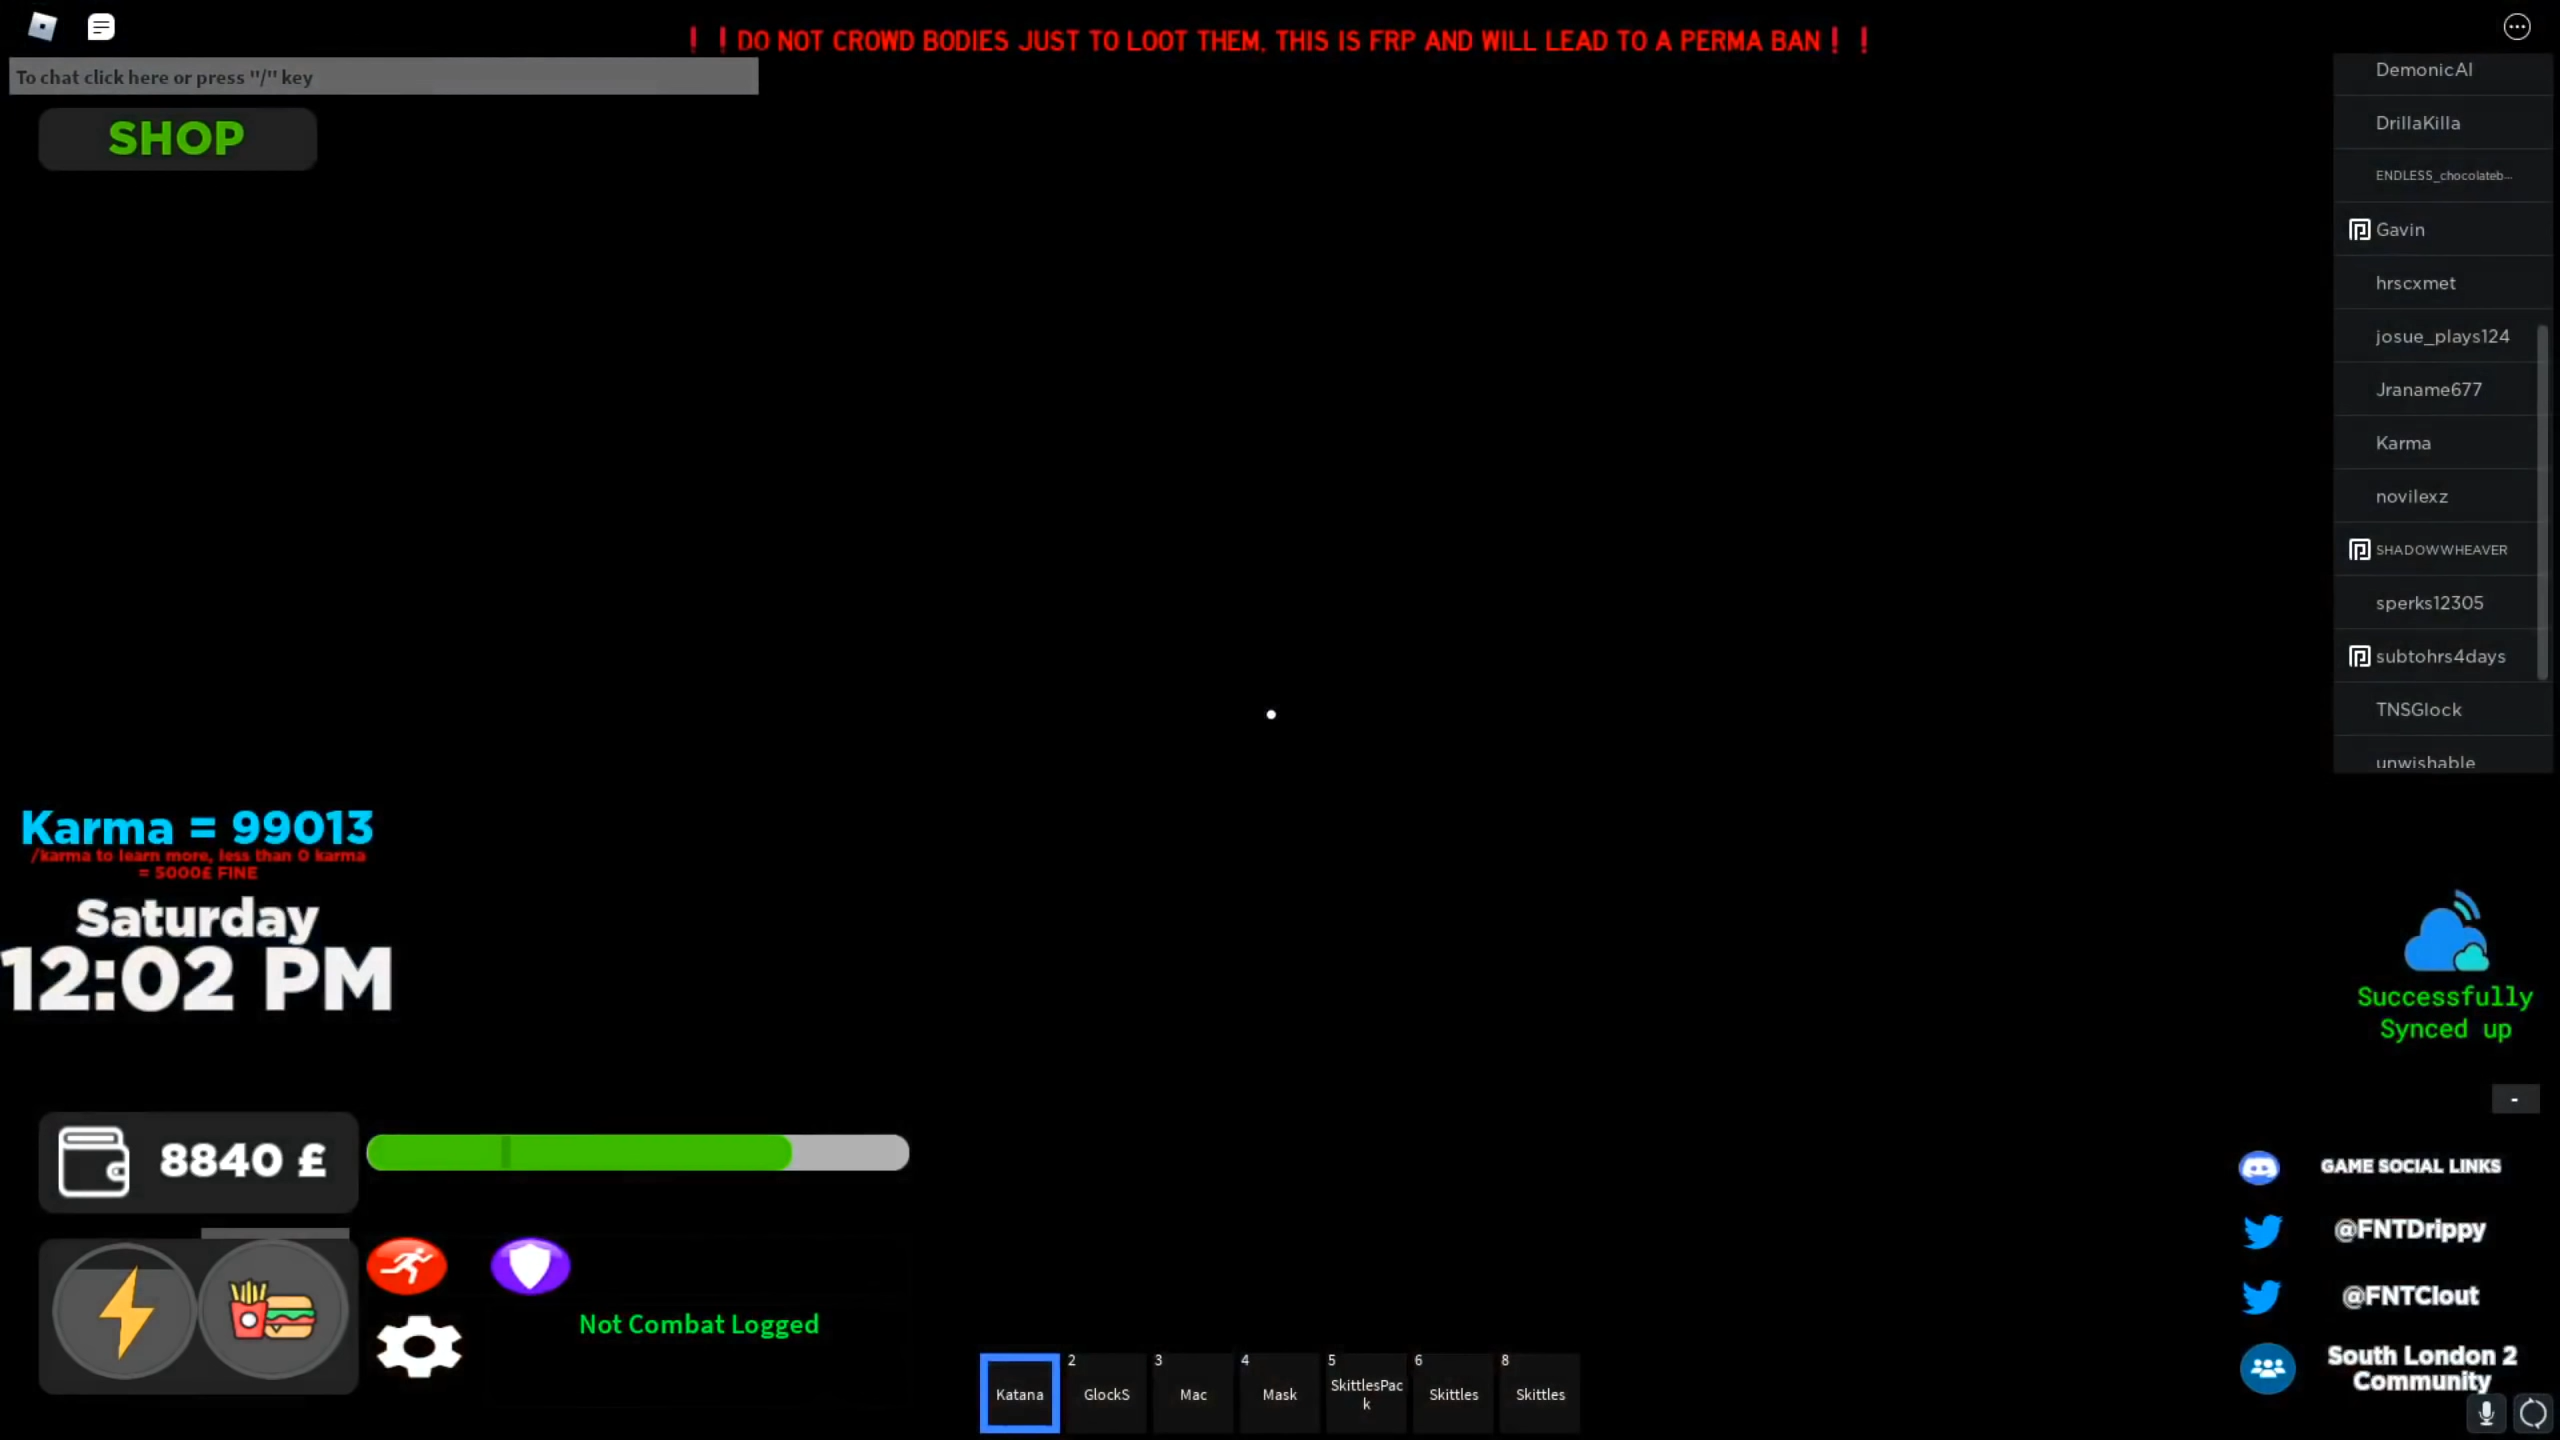 ❗❗DO NOT CROWD BODIES JUST TO LOOT THEM. THIS IS FRP AND WILL LEAD TO A PERMA BAN❗❗
To chat click here or press "/" key
SHOP
DemonicAI
DrillaKilla
ENDLESS_chocolateb...
Gavin
hrscxmet
josue_plays124
Jraname677
Karma
novilexz
SHADOWWHEAVER
sperks12305
subtohrs4days
TNSGlock
unwishable
Karma = 99013
/karma to learn more, less than 0 karma
= 5000£ FINE
Saturday
12:02 PM
Successfully
Synced up
-
8840 £
GAME SOCIAL LINKS
@FNTDrippy
@FNTClout
South London 2
Community
Not Combat Logged
Katana
2
GlockS
3
Mac
4
Mask
5
SkittlesPac
k
6
Skittles
8
Skittles